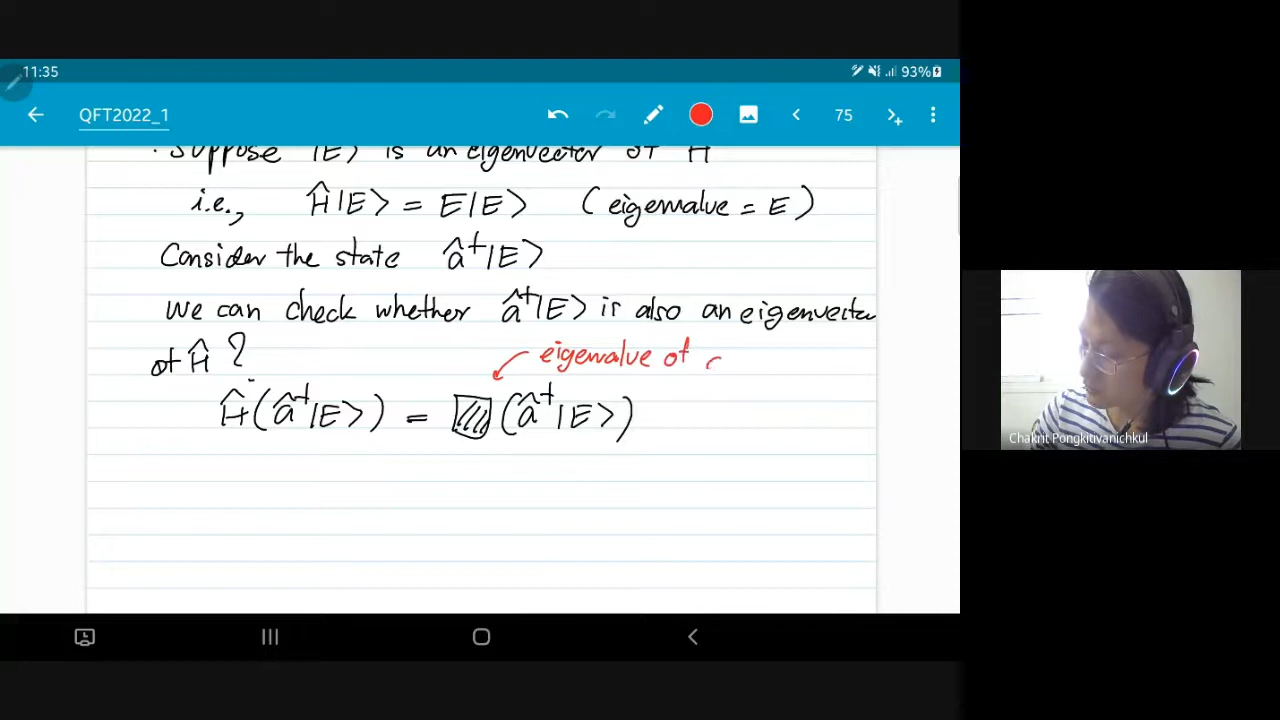 11:35 93%
QFT2022_1 75
. Suppose |E> is an eigenvector of H
i.e., Ĥ|E> = E|E> (eigenvalue = E)
Consider the state â†|E>
We can check whether â†|E> is also an eigenvector
of Ĥ ?
eigenvalue of
Ĥ(â†|E>) = (â†|E>)
Chakrit Pongkitivanichkul